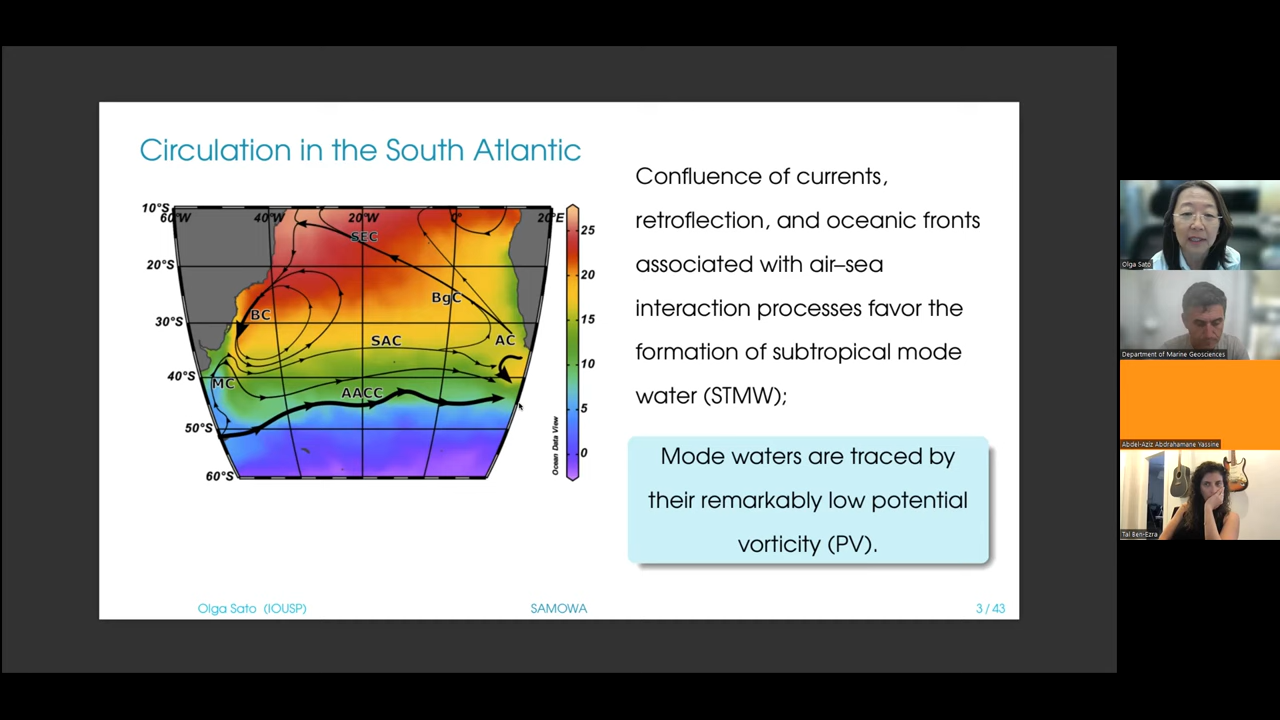 Circulation in the South Atlantic
10°S
60°W
40°W
20°W
0°
20°E
SEC
20°S
BgC
BC
30°S
SAC
AC
40°S
MC
AACC
50°S
60°S
25
20
15
10
5
0
Ocean Data View
Confluence of currents,
retroflection, and oceanic fronts
associated with air–sea
interaction processes favor the
formation of subtropical mode
water (STMW);
Mode waters are traced by
their remarkably low potential
vorticity (PV).
Olga Sato (IOUSP)
SAMOWA
3 / 43
Olga Sato
Department of Marine Geosciences
Abdel-Aziz Abdrahamane Yassine
Tal Ben-Ezra